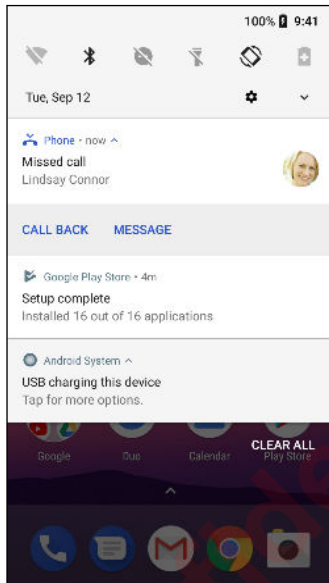 100% 9:41
Tue, Sep 12
Phone • now
Missed call
Lindsay Connor
CALL BACK MESSAGE
Google Play Store • 4m
Setup complete
Installed 16 out of 16 applications
Android System
USB charging this device
Tap for more options.
CLEAR ALL
Google Duo Calendar Play Store